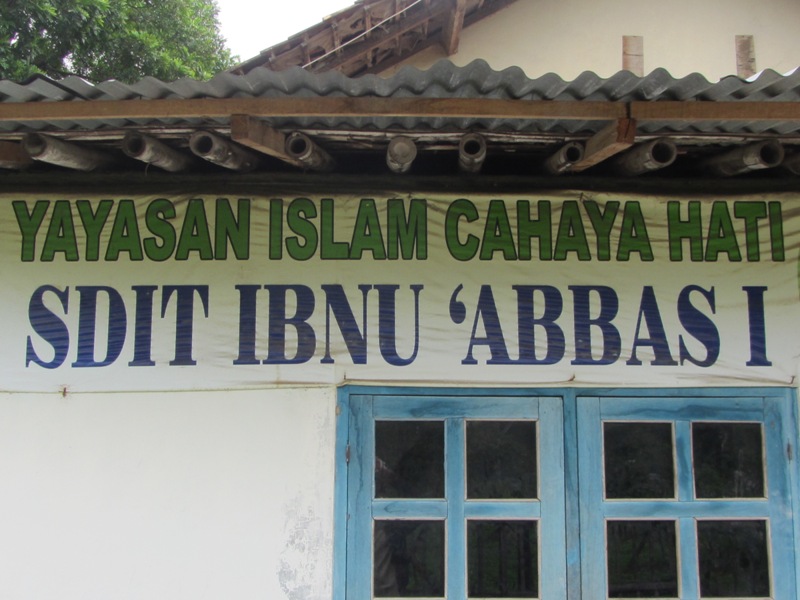 YAYASAN ISLAM CAHAYA HATI
SDIT IBNU ‘ABBAS I